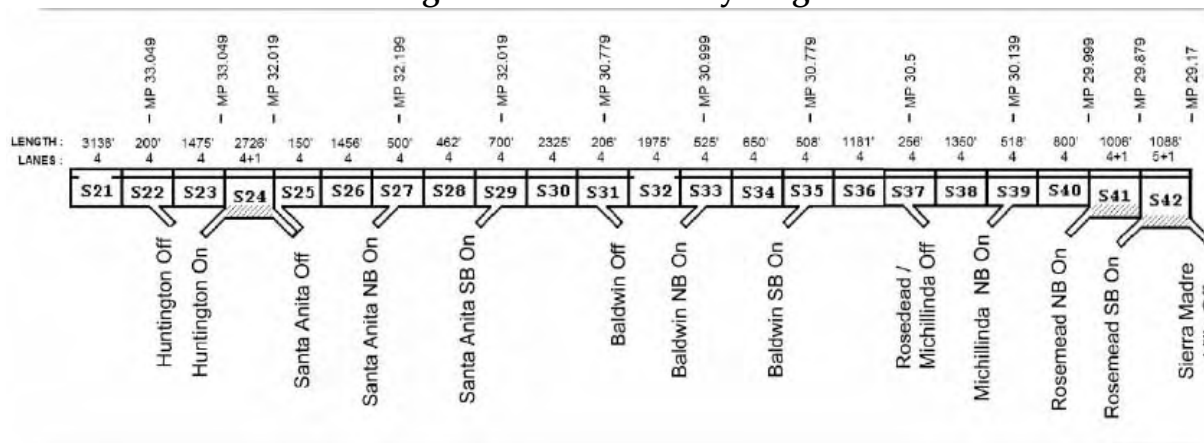 MP 33.049 MP 33.049 MP 32.019 MP 32.199 MP 32.019 MP 30.779 MP 30.999 MP 30.779 MP 30.5 MP 30.139 MP 29.999 MP 29.879 MP 29.17
LENGTH : 3138' 200' 1475' 2726' 150' 1456' 500' 462' 700' 2325' 206' 1975' 525' 650' 508' 1181' 256' 1350' 518' 800' 1006' 1088'
LANES : 4 4 4 4+1 4 4 4 4 4 4 4 4 4 4 4 4 4 4 4 4 4+1 5+1
S21 S22 S23 S24 S25 S26 S27 S28 S29 S30 S31 S32 S33 S34 S35 S36 S37 S38 S39 S40 S41 S42
Huntington Off
Huntington On
Santa Anita Off
Santa Anita NB On
Santa Anita SB On
Baldwin Off
Baldwin NB On
Baldwin SB On
Rosedead /
Michillinda Off
Michillinda NB On
Rosemead NB On
Rosemead SB On
Sierra Madre